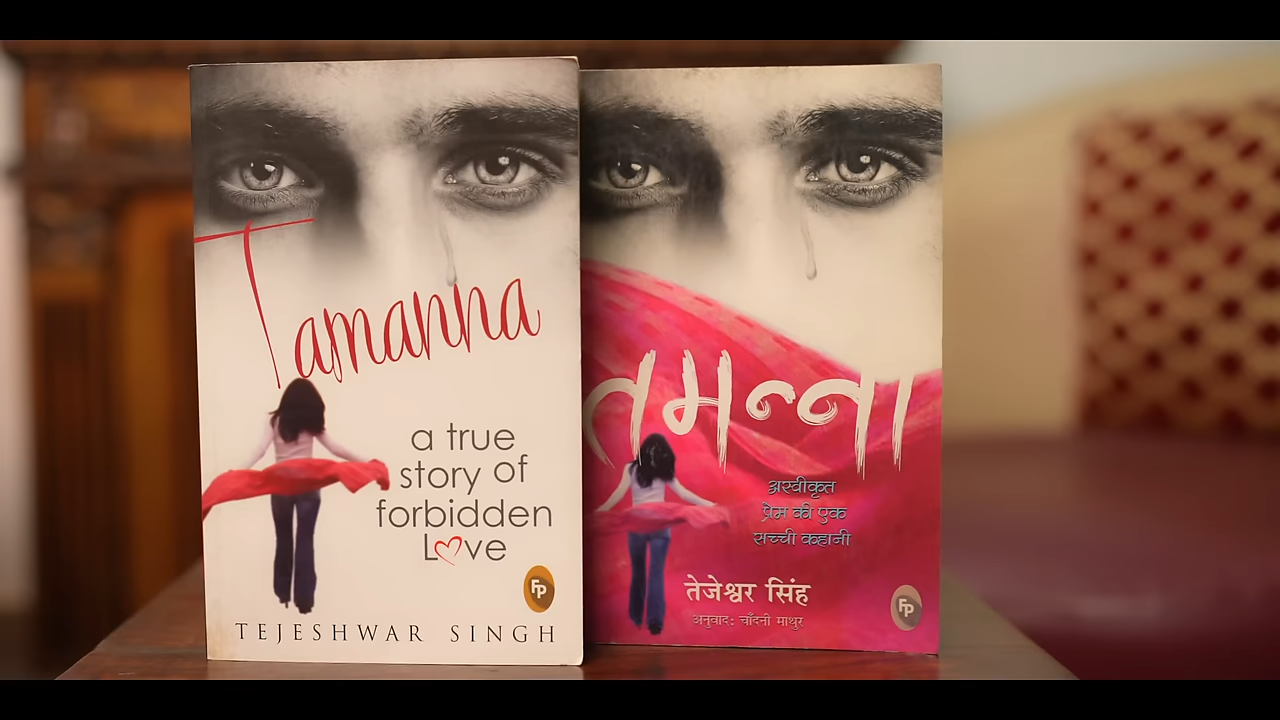 Tamanna
a true
story of
forbidden
Love
FP
TEJESHWAR SINGH
तमन्ना
अस्वीकृत
प्रेम की एक
सच्ची कहानी
तेजेश्वर सिंह
अनुवाद: चाँदनी माथुर
FP